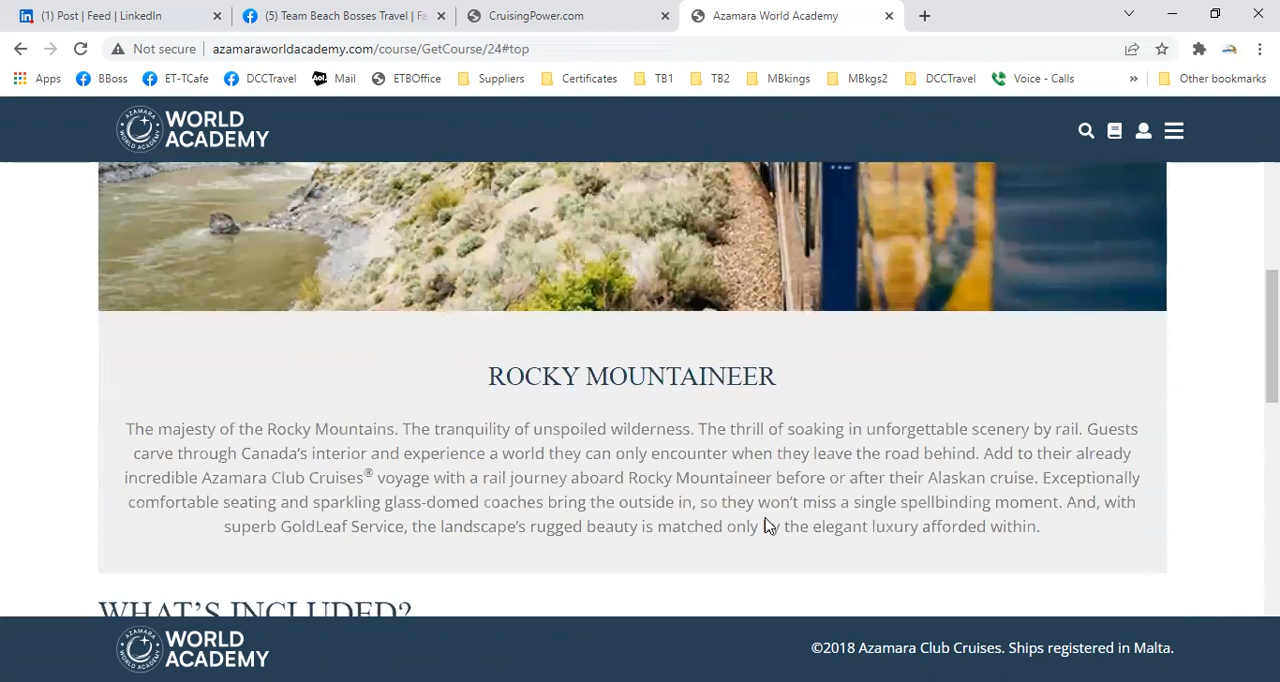 (1) Post | Feed | LinkedIn
(5) Team Beach Bosses Travel | Fa
CruisingPower.com
Azamara World Academy
Not secure
azamaraworldacademy.com/course/GetCourse/24#top
Apps
BBoss
ET-TCafe
DCCTravel
Aol.
Mail
ETBOffice
Suppliers
Certificates
TB1
TB2
MBkings
MBkgs2
DCCTravel
Voice - Calls
»
Other bookmarks
AZAMARA WORLD ACADEMY
WORLD
ACADEMY
ROCKY MOUNTAINEER
The majesty of the Rocky Mountains. The tranquility of unspoiled wilderness. The thrill of soaking in unforgettable scenery by rail. Guests
carve through Canada's interior and experience a world they can only encounter when they leave the road behind. Add to their already
incredible Azamara Club Cruises® voyage with a rail journey aboard Rocky Mountaineer before or after their Alaskan cruise. Exceptionally
comfortable seating and sparkling glass-domed coaches bring the outside in, so they won't miss a single spellbinding moment. And, with
superb GoldLeaf Service, the landscape's rugged beauty is matched only by the elegant luxury afforded within.
WHAT'S INCLUDED?
AZAMARA WORLD ACADEMY
WORLD
ACADEMY
©2018 Azamara Club Cruises. Ships registered in Malta.